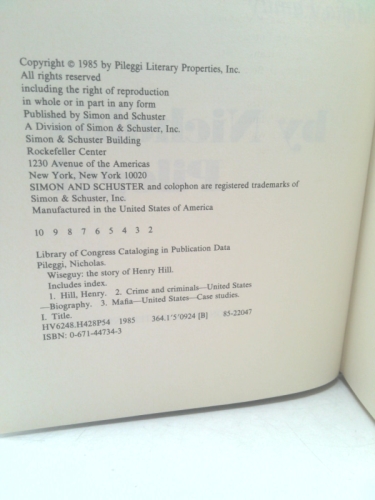 Copyright © 1985 by Pileggi Literary Properties, Inc.
All rights reserved
including the right of reproduction
in whole or in part in any form
Published by Simon and Schuster
A Division of Simon & Schuster, Inc.
Simon & Schuster Building
Rockefeller Center
1230 Avenue of the Americas
New York, New York 10020
SIMON AND SCHUSTER and colophon are registered trademarks of
Simon & Schuster, Inc.
Manufactured in the United States of America
10 9 8 7 6 5 4 3 2
Library of Congress Cataloging in Publication Data
Pileggi, Nicholas.
Wiseguy: the story of Henry Hill.
Includes index.
1. Hill, Henry. 2. Crime and criminals—United States
—Biography. 3. Mafia—United States—Case studies.
I. Title.
HV6248.H428P54 1985 364.1'5'0924 [B] 85-22047
ISBN: 0-671-44734-3